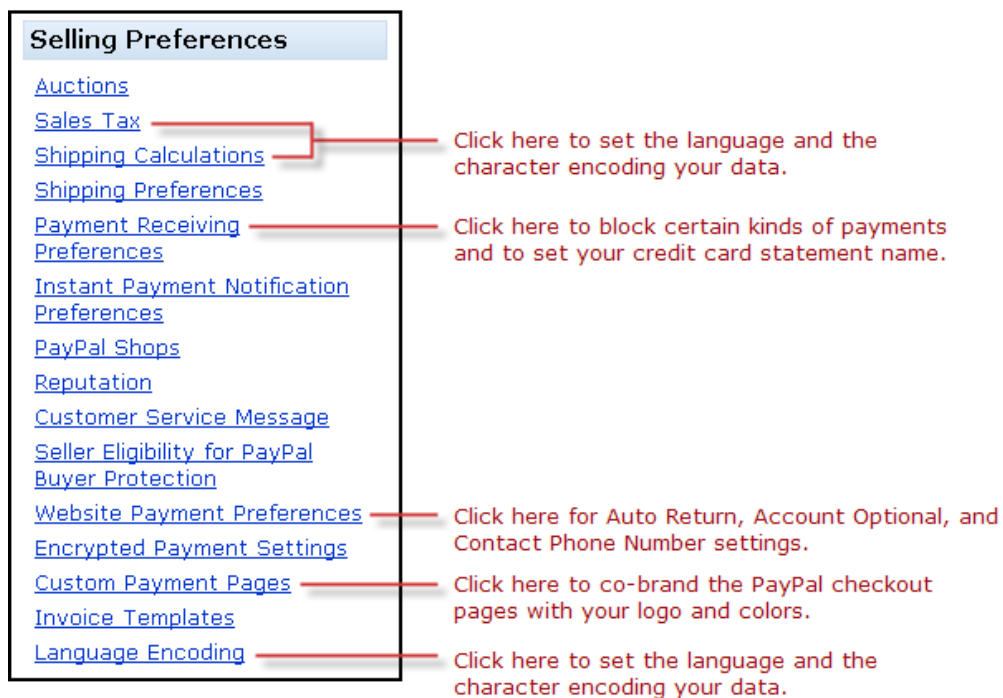 Selling Preferences
Auctions
Sales Tax
Shipping Calculations
Click here to set the language and the
character encoding your data.
Shipping Preferences
Payment Receiving
Preferences
Click here to block certain kinds of payments
and to set your credit card statement name.
Instant Payment Notification
Preferences
PayPal Shops
Reputation
Customer Service Message
Seller Eligibility for PayPal
Buyer Protection
Website Payment Preferences
Click here for Auto Return, Account Optional, and
Contact Phone Number settings.
Encrypted Payment Settings
Custom Payment Pages
Click here to co-brand the PayPal checkout
pages with your logo and colors.
Invoice Templates
Language Encoding
Click here to set the language and the
character encoding your data.